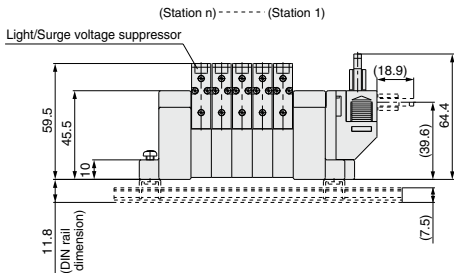 (Station n) ------ (Station 1)
Light/Surge voltage suppressor
(18.9)
59.5
45.5
10
(39.6)
64.4
11.8
(DIN rail
dimension)
(7.5)